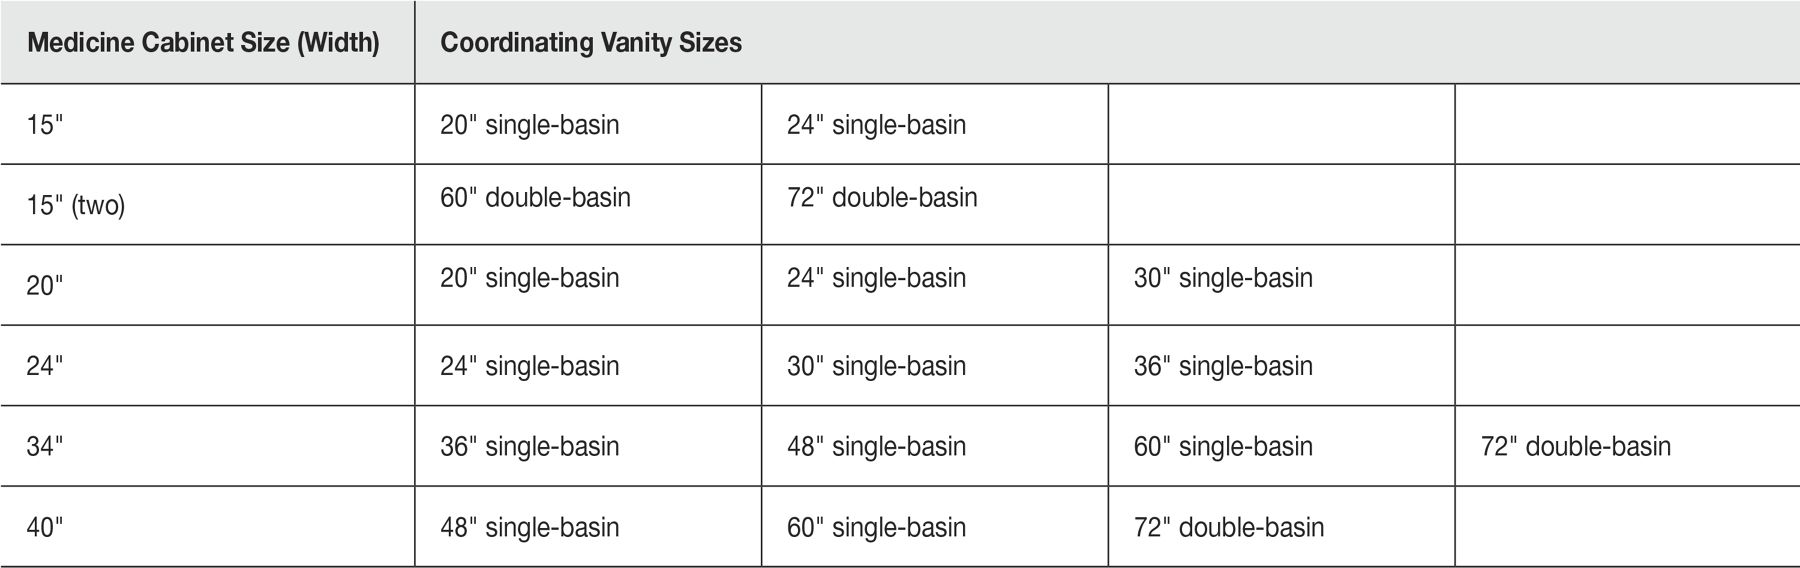 Medicine Cabinet Size (Width) Coordinating Vanity Sizes
15" 20" single-basin 24" single-basin
15" (two) 60" double-basin 72" double-basin
20" 20" single-basin 24" single-basin 30" single-basin
24" 24" single-basin 30" single-basin 36" single-basin
34" 36" single-basin 48" single-basin 60" single-basin 72" double-basin
40" 48" single-basin 60" single-basin 72" double-basin